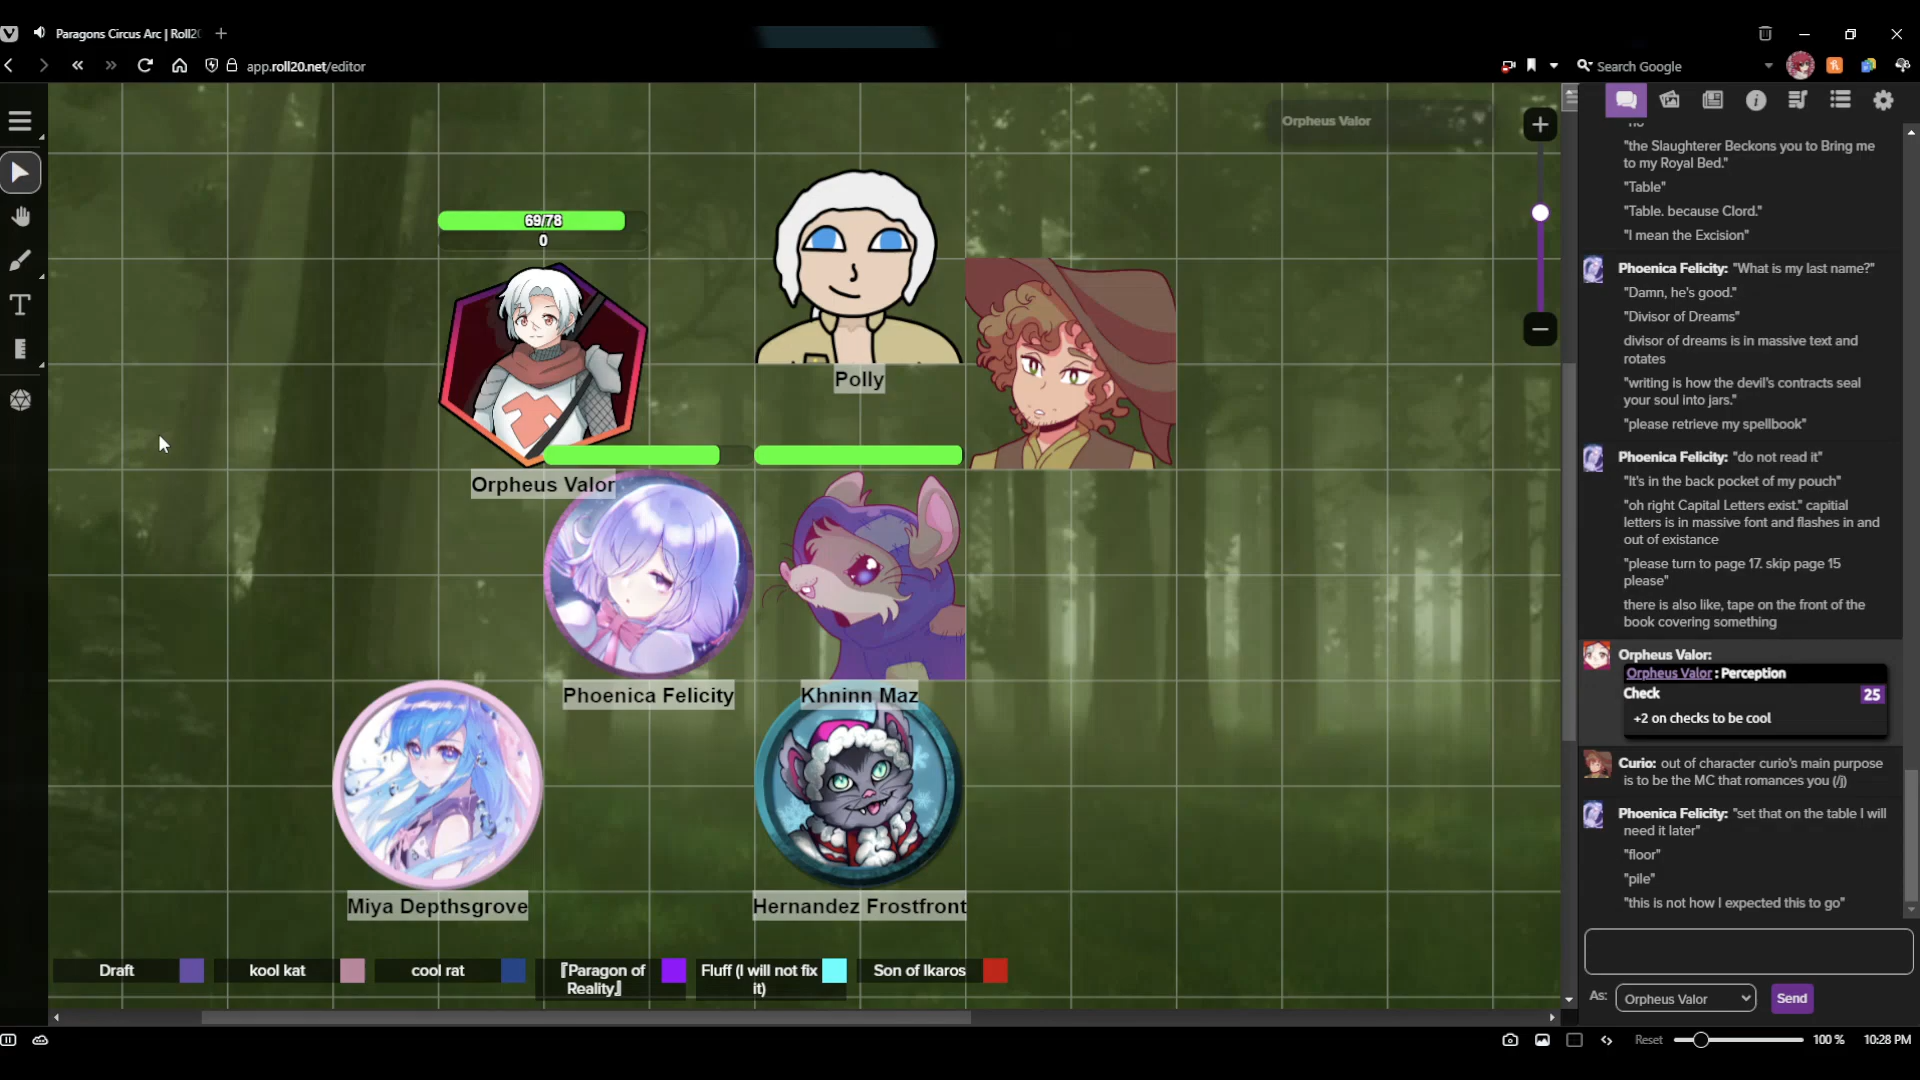 Paragons Circus Arc | Roll20
app.roll20.net/editor
Search Google
Orpheus Valor
69/78
0
Polly
Orpheus Valor
Phoenica Felicity
Khninn Maz
Miya Depthsgrove
Hernandez Frostfront
Draft
kool kat
cool rat
『Paragon of
Reality』
Fluff (I will not fix
it)
Son of Ikaros
"the Slaughterer Beckons you to Bring me
to my Royal Bed."
"Table"
"Table. because Clord."
"I mean the Excision"
Phoenica Felicity: "What is my last name?"
"Damn, he's good."
"Divisor of Dreams"
divisor of dreams is in massive text and
rotates
"writing is how the devil's contracts seal
your soul into jars."
"please retrieve my spellbook"
Phoenica Felicity: "do not read it"
"It's in the back pocket of my pouch"
"oh right Capital Letters exist." capitial
letters is in massive font and flashes in and
out of existance
"please turn to page 17. skip page 15
please"
there is also like, tape on the front of the
book covering something
Orpheus Valor:
Orpheus Valor : Perception
Check 25
+2 on checks to be cool
Curio: out of character curio's main purpose
is to be the MC that romances you (/j)
Phoenica Felicity: "set that on the table I will
need it later"
"floor"
"pile"
"this is not how I expected this to go"
As: Orpheus Valor Send
Reset 100 % 10:28 PM